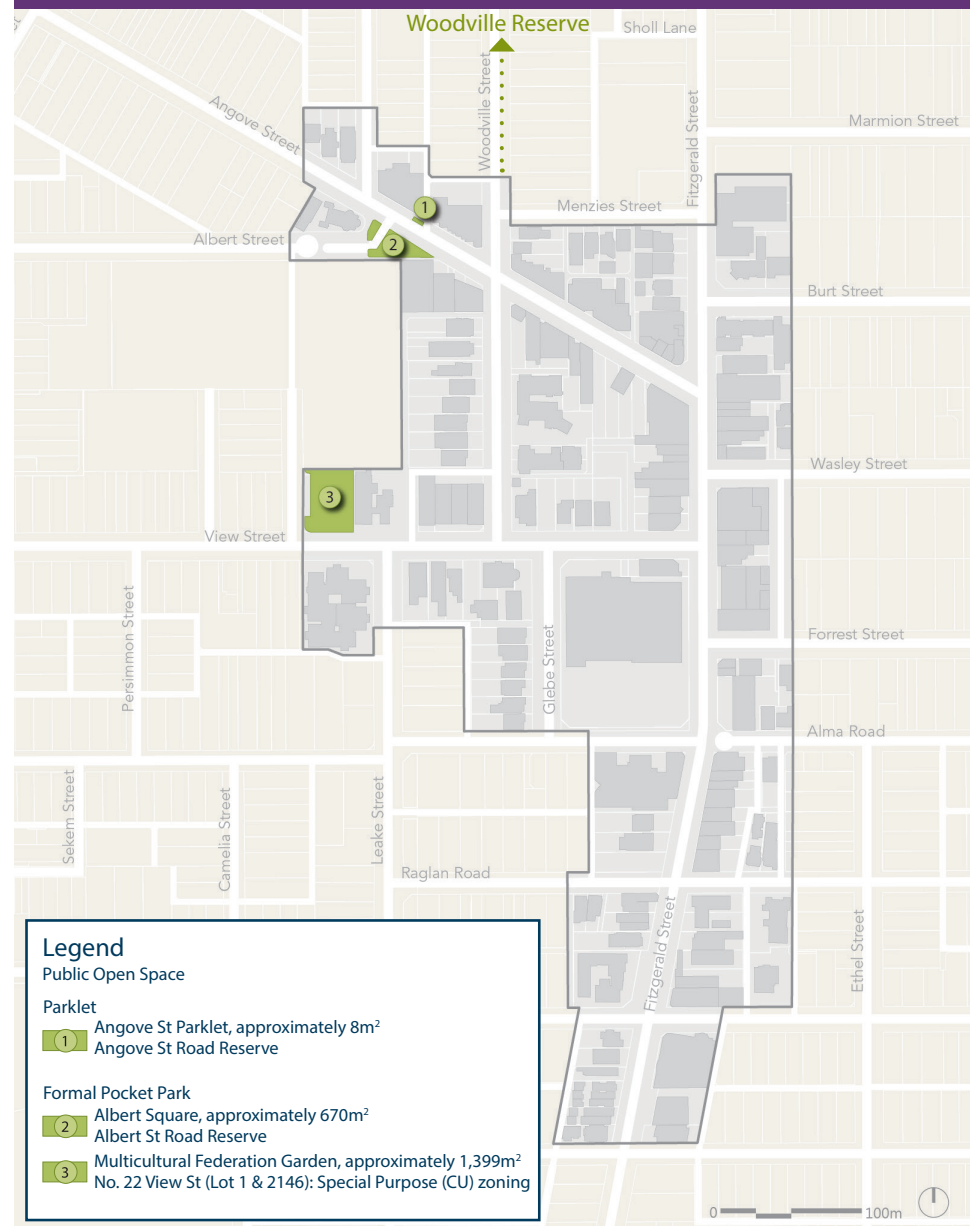 Woodville Reserve
Sholl Lane
Angove Street
Woodville Street
Fitzgerald Street
Marmion Street
Menzies Street
1
Albert Street
2
Burt Street
Wasley Street
3
View Street
Persimmon Street
Glebe Street
Forrest Street
Alma Road
Sekem Street
Camelia Street
Leake Street
Raglan Road
Fitzgerald Street
Ethel Street
Legend
Public Open Space
Parklet
1 Angove St Parklet, approximately 8m²
Angove St Road Reserve
Formal Pocket Park
2 Albert Square, approximately 670m²
Albert St Road Reserve
3 Multicultural Federation Garden, approximately 1,399m²
No. 22 View St (Lot 1 & 2146): Special Purpose (CU) zoning
0 100m